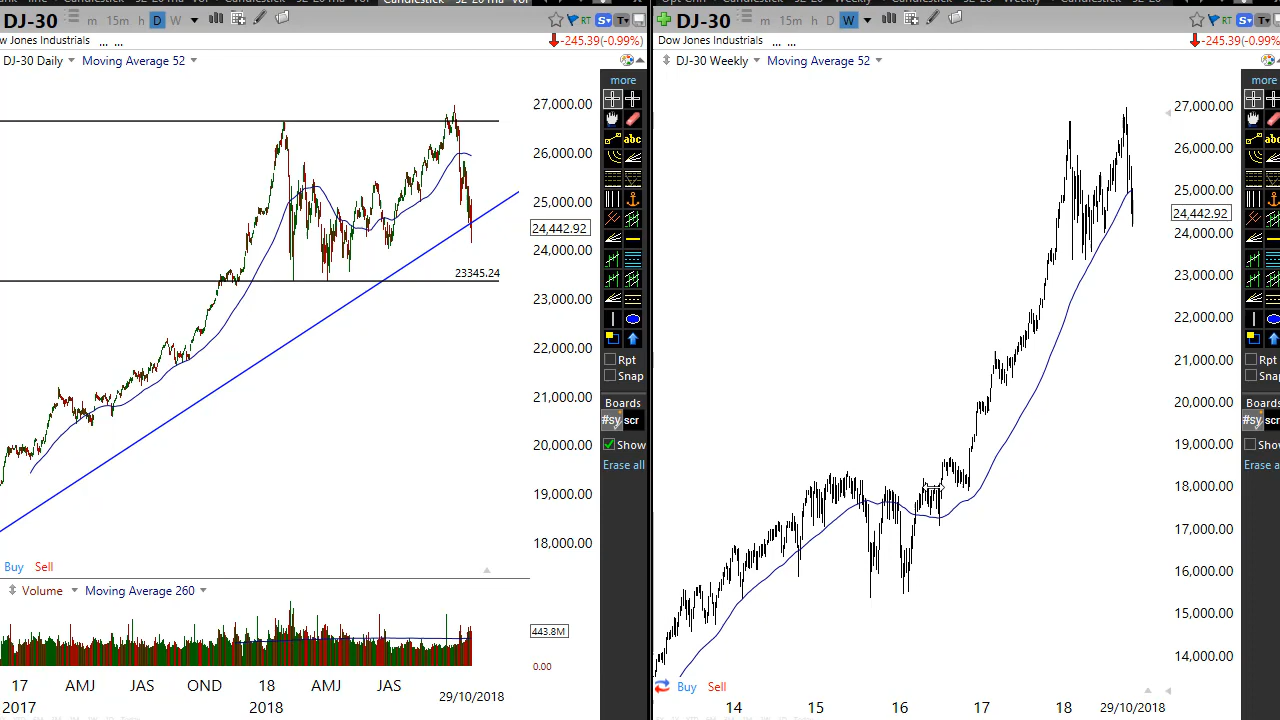 DJ-30 m 15m h D W RT S T
w Jones Industrials ... ... -245.39(-0.99%)
DJ-30 Daily Moving Average 52
more
abc
27,000.00
26,000.00
25,000.00
24,442.92
24,000.00
23345.24
23,000.00
22,000.00
21,000.00
20,000.00
19,000.00
18,000.00
Rpt
Snap
Boards
#sy scr
Show
Erase all
Buy Sell
Volume Moving Average 260
443.8M
0.00
17 AMJ JAS OND 18 AMJ JAS
2017 2018 29/10/2018
DJ-30 m 15m h D W RT S T
Dow Jones Industrials ... ... -245.39(-0.99%)
DJ-30 Weekly Moving Average 52
more
abc
27,000.00
26,000.00
25,000.00
24,442.92
24,000.00
23,000.00
22,000.00
21,000.00
20,000.00
19,000.00
18,000.00
17,000.00
16,000.00
15,000.00
14,000.00
Rpt
Snap
Boards
#sy scr
Show
Erase a
Buy Sell
14 15 16 17 18 29/10/2018